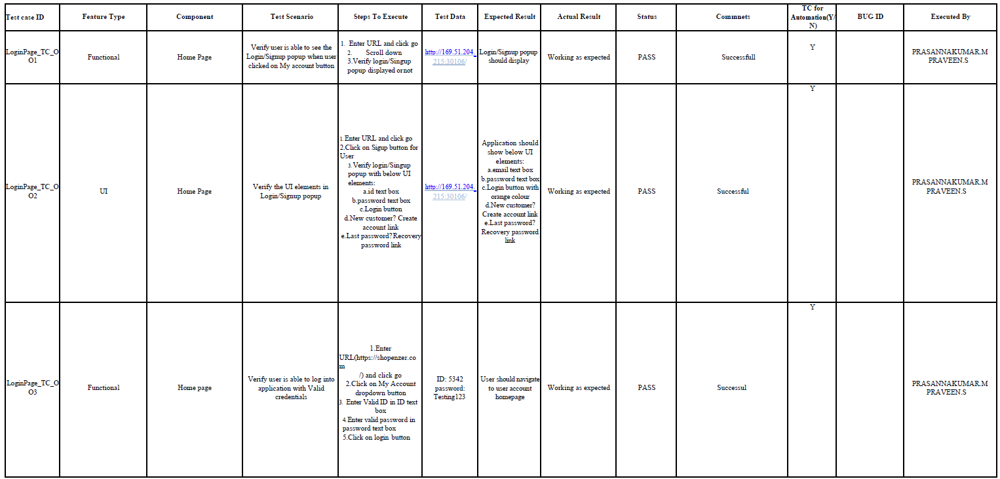 Test case ID
Feature Type
Component
Test Scenario
Steps To Execute
Test Data
Expected Result
Actual Result
Status
Commnets
TC for
Automation(Y/
N)
BUG ID
Executed By
LoginPage_TC_O
O1
Functional
Home Page
Verify user is able to see the
Login/Signup popup when user
clicked on My account button
1. Enter URL and click go
2. Scroll down
3.Verify login/Singup
popup displayed ornot
http://169.51.204.
215:30106/
Login/Signup popup
should display
Working as expected
PASS
Successfull
Y
PRASANNAKUMAR.M
PRAVEEN.S
LoginPage_TC_O
O2
UI
Home Page
Verify the UI elements in
Login/Signup popup
1.Enter URL and click go
2.Click on Sigup button for
User
3. Verify login/Singup
popup with below UI
elements:
a.id text box
b.password text box
c.Login button
d.New customer? Create
account link
e.Last password?Recovery
password link
http://169.51.204.
215:30106/
Application should
show below UI
elements:
a.email text box
b.password text box
c.Login button with
orange colour
d.New customer?
Create account link
e.Last password?
Recovery password
link
Working as expected
PASS
Successful
Y
PRASANNAKUMAR.M
PRAVEEN.S
LoginPage_TC_O
O3
Functional
Home page
Verify user is able to log into
application with Valid
credentials
1.Enter
URL(https://shopenzer.co
m
/) and click go
2.Click on My Account
dropdown button
3. Enter Valid ID in ID text
box
4.Enter valid password in
password text box
5.Click on login button
ID: 5342
password:
Testing123
User should navigate
to user account
homepage
Working as expected
PASS
Successul
Y
PRASANNAKUMAR.M
PRAVEEN.S